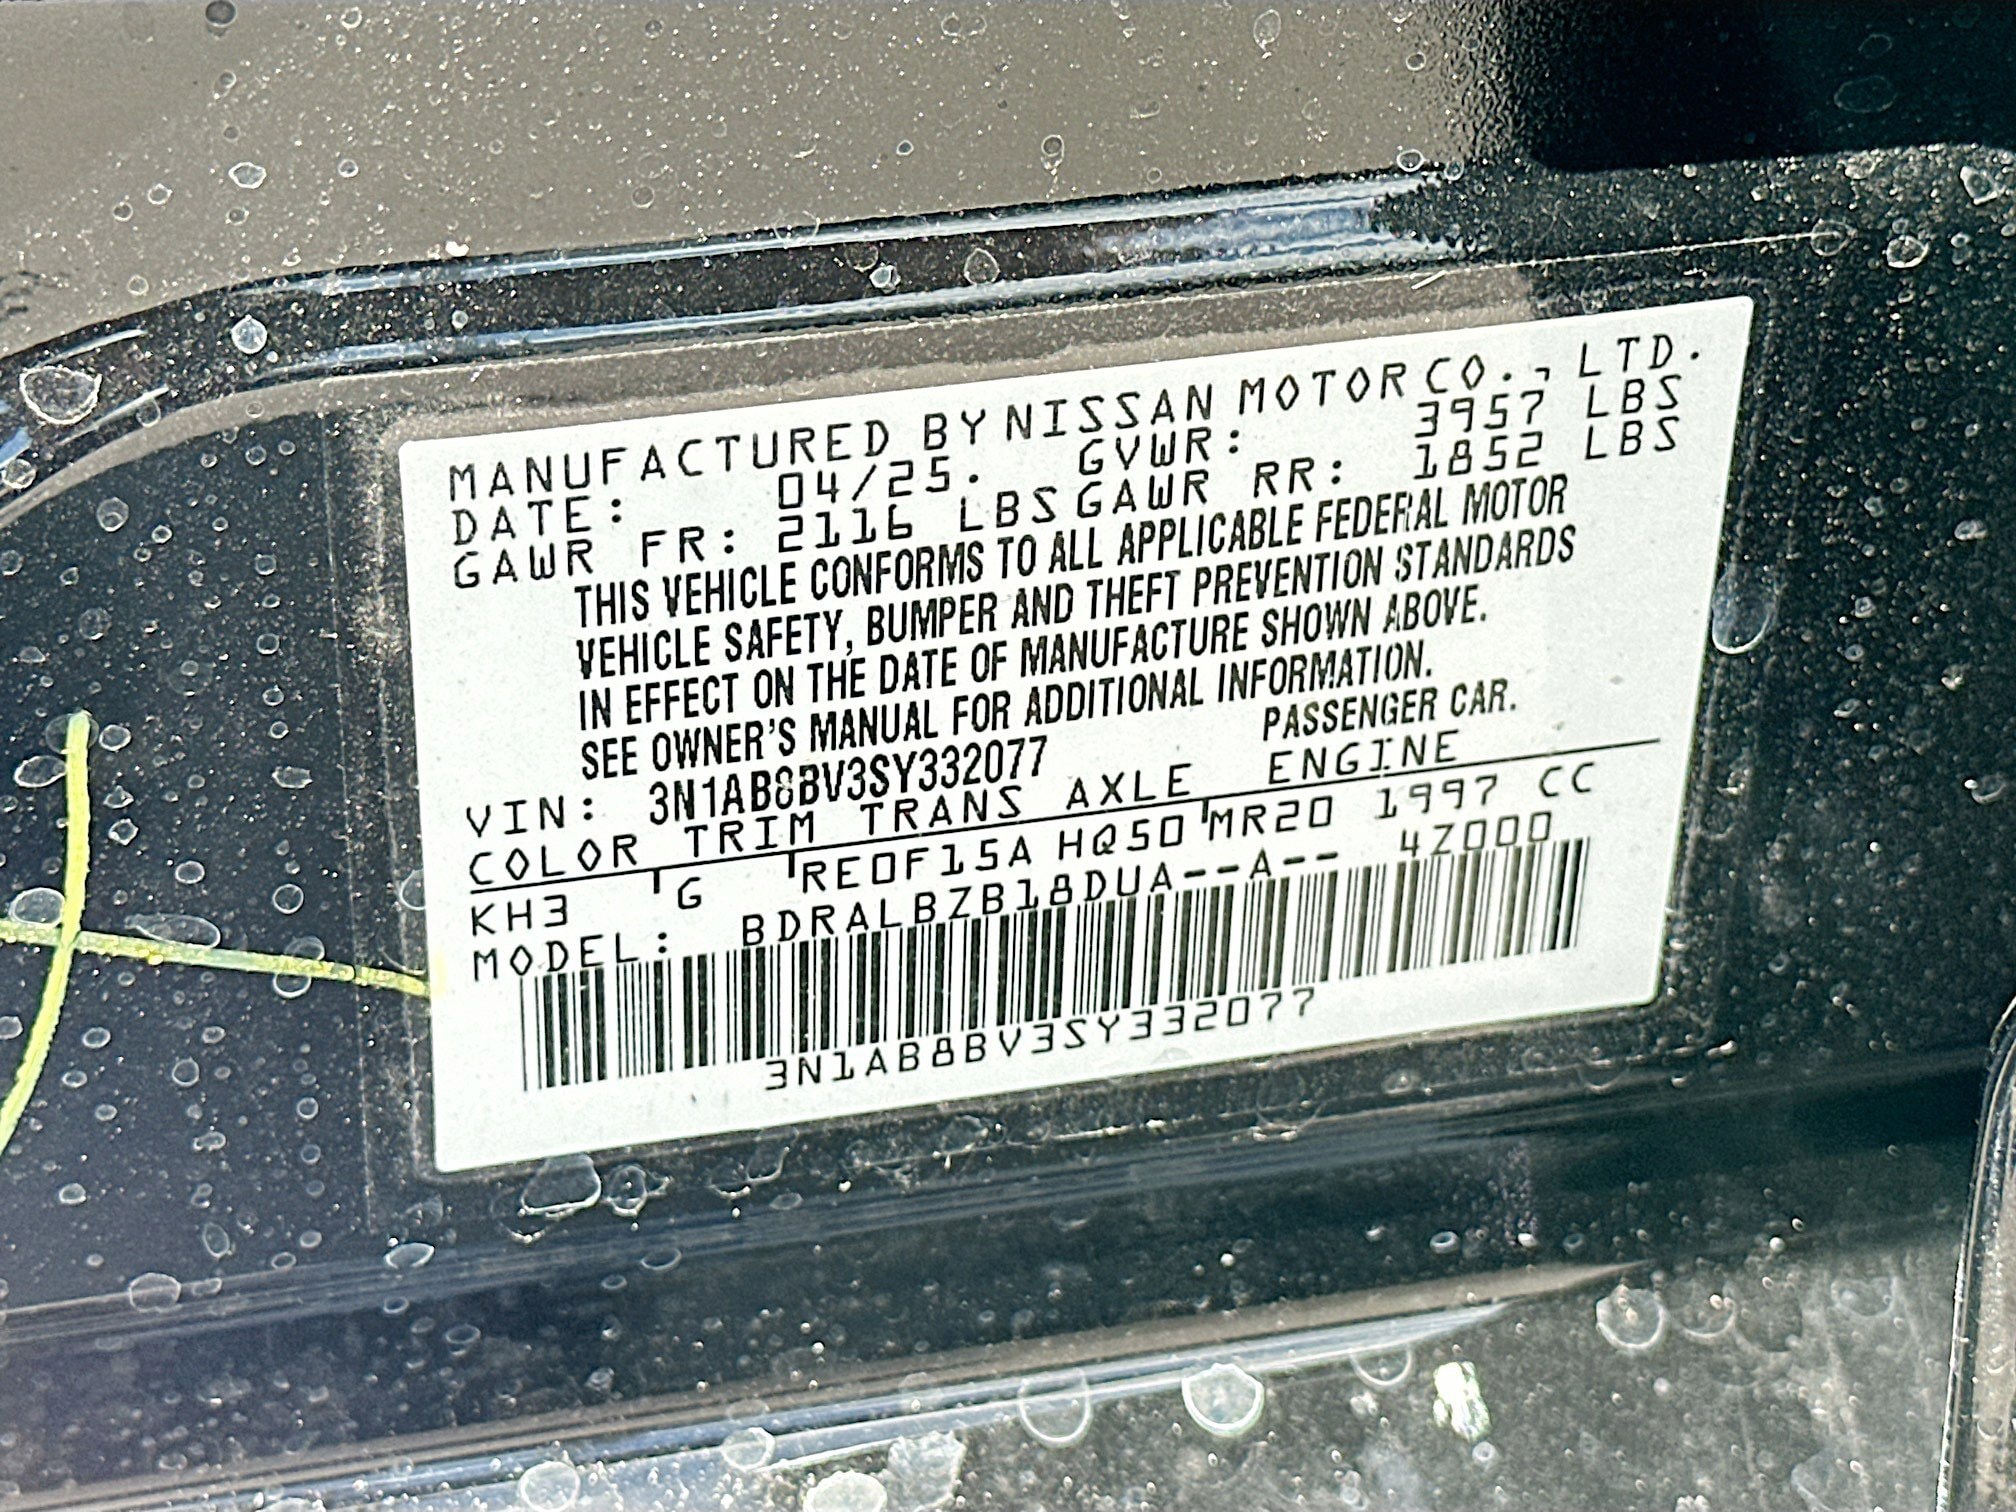 MANUFACTURED BY NISSAN MOTOR CO., LTD.
DATE: 04/25. GVWR: 3957 LBS
GAWR FR: 2116 LBS GAWR RR: 1852 LBS
THIS VEHICLE CONFORMS TO ALL APPLICABLE FEDERAL MOTOR
VEHICLE SAFETY, BUMPER AND THEFT PREVENTION STANDARDS
IN EFFECT ON THE DATE OF MANUFACTURE SHOWN ABOVE.
SEE OWNER'S MANUAL FOR ADDITIONAL INFORMATION.
VIN: 3N1AB8BV3SY332077 PASSENGER CAR.
COLOR TRIM TRANS AXLE ENGINE
KH3 G RE0F15A HQ50 MR20 1997 CC
MODEL: BDRALBZB18DUA--A-- 4Z000
3N1AB8BV3SY332077